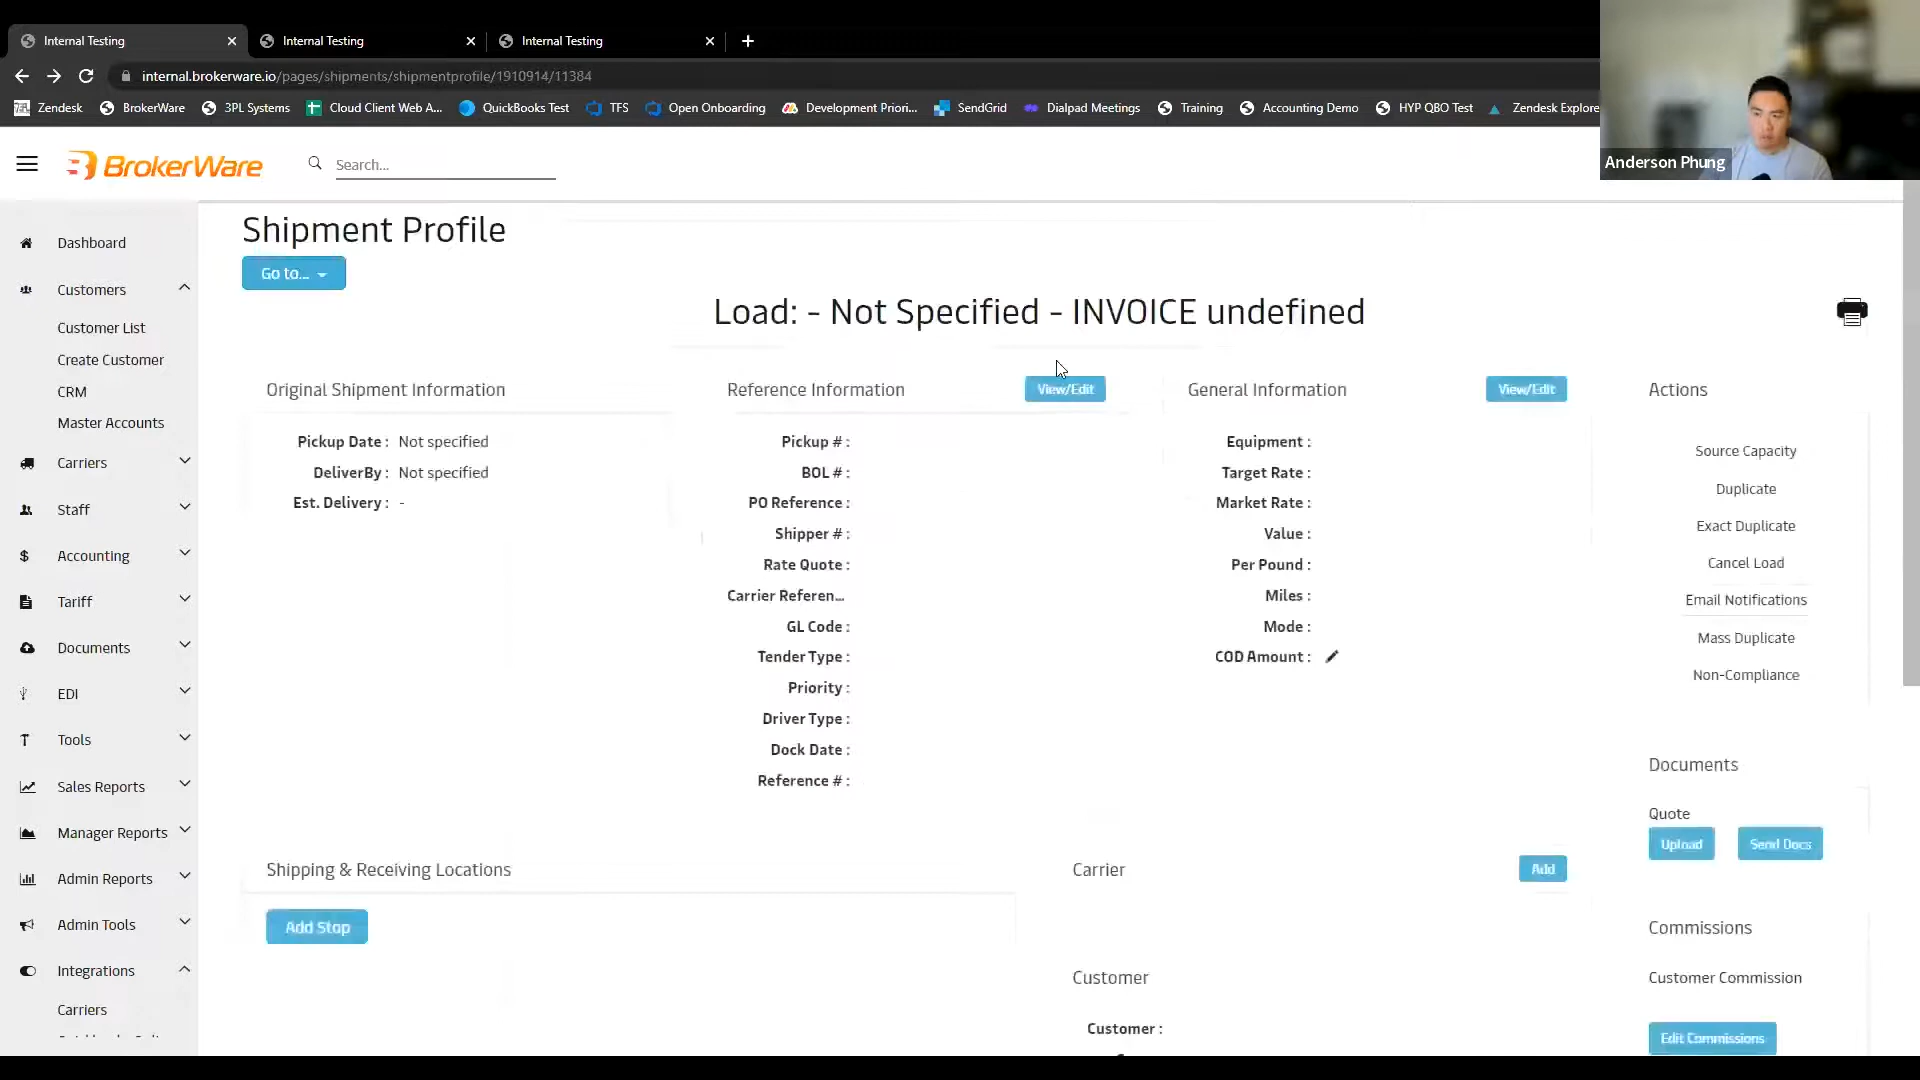 Internal Testing
Internal Testing
Internal Testing
internal.brokerware.io/pages/shipments/shipmentprofile/1910914/11384
Zendesk
BrokerWare
3PL Systems
Cloud Client Web A...
QuickBooks Test
TFS
Open Onboarding
Development Priori...
SendGrid
Dialpad Meetings
Training
Accounting Demo
HYP QBO Test
Zendesk Explore
Anderson Phung
BrokerWare
Search...
Dashboard
Customers
Customer List
Create Customer
CRM
Master Accounts
Carriers
Staff
Accounting
Tariff
Documents
EDI
Tools
Sales Reports
Manager Reports
Admin Reports
Admin Tools
Integrations
Carriers
Shipment Profile
Go to...
Load: - Not Specified - INVOICE undefined
Original Shipment Information
Pickup Date : Not specified
DeliverBy : Not specified
Est. Delivery : -
Reference Information
View/Edit
Pickup # :
BOL # :
PO Reference :
Shipper # :
Rate Quote :
Carrier Referen...
GL Code :
Tender Type :
Priority :
Driver Type :
Dock Date :
Reference # :
General Information
View/Edit
Equipment :
Target Rate :
Market Rate :
Value :
Per Pound :
Miles :
Mode :
COD Amount :
Actions
Source Capacity
Duplicate
Exact Duplicate
Cancel Load
Email Notifications
Mass Duplicate
Non-Compliance
Documents
Quote
Upload
Send Docs
Shipping & Receiving Locations
Add Stop
Carrier
Add
Customer
Customer :
Commissions
Customer Commission
Edit Commissions